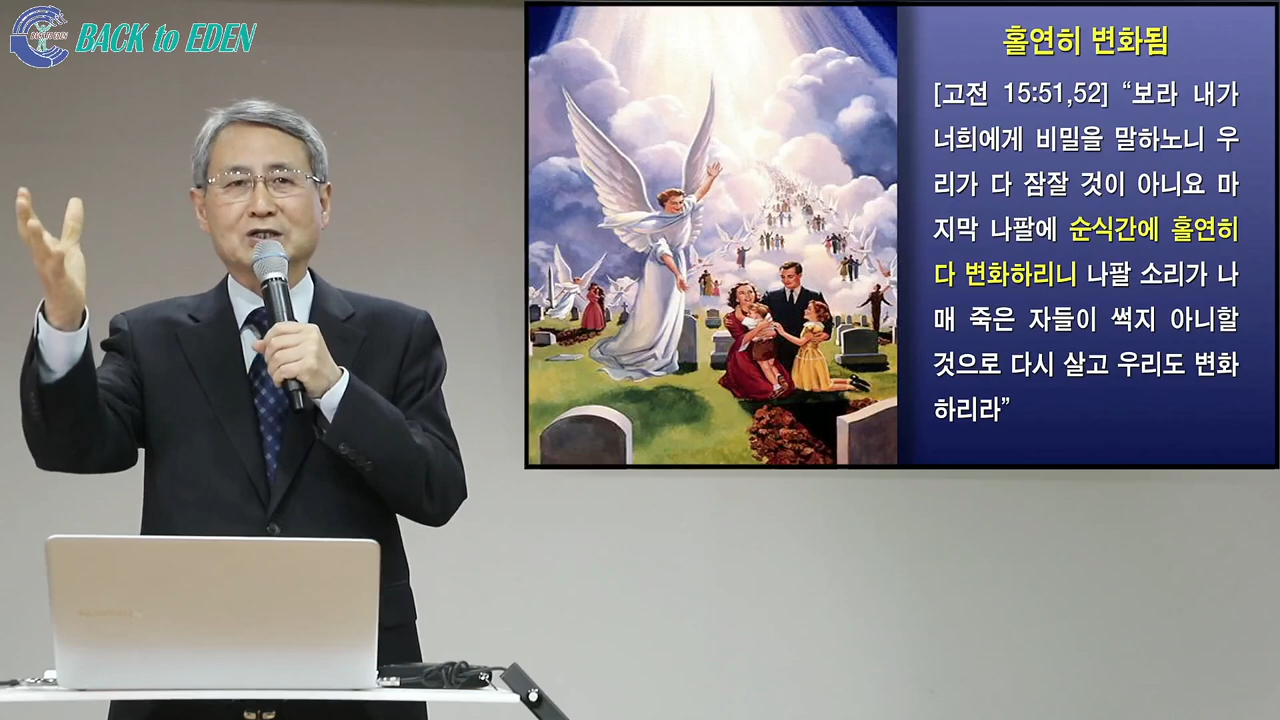 BACK to EDEN
홀연히 변화됨
[고전 15:51,52] “보라 내가
너희에게 비밀을 말하노니 우
리가 다 잠잘 것이 아니요 마
지막 나팔에 순식간에 홀연히
다 변화하리니 나팔 소리가 나
매 죽은 자들이 썩지 아니할
것으로 다시 살고 우리도 변화
하리라”